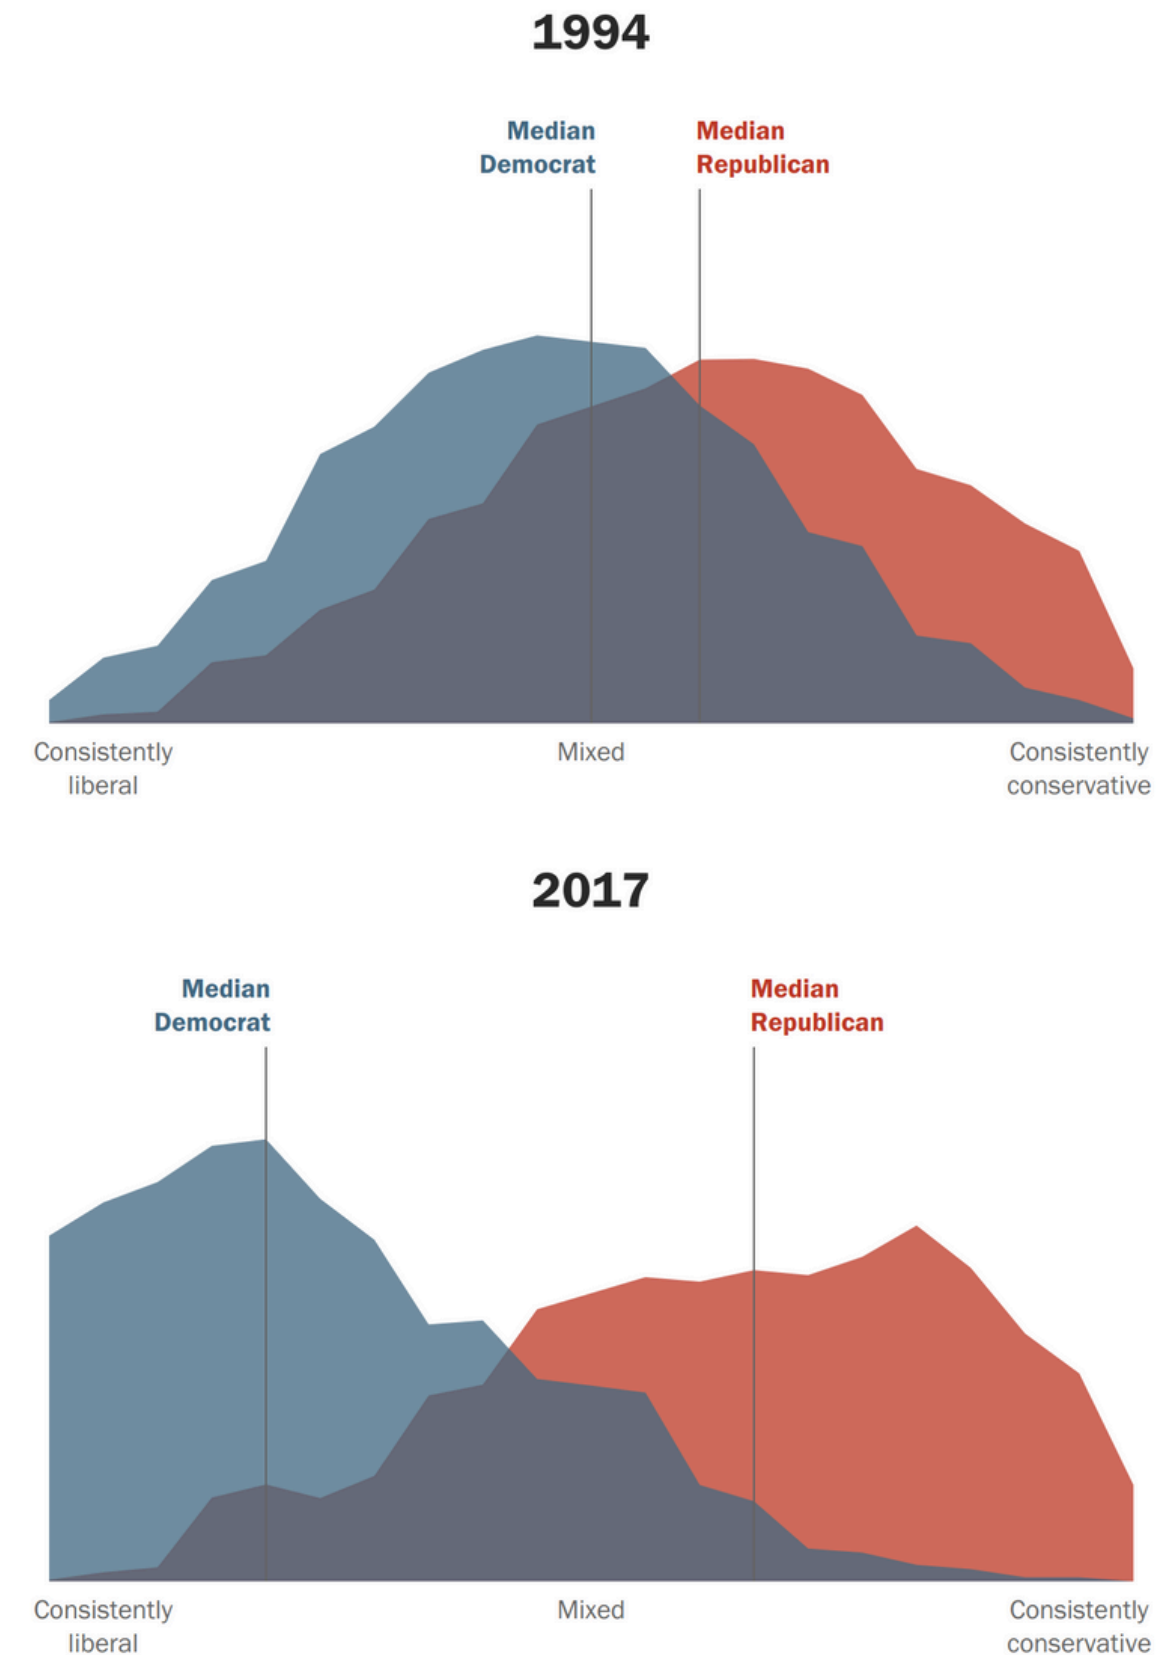 1994
Median
Democrat
Median
Republican
Consistently
liberal
Mixed
Consistently
conservative
2017
Median
Democrat
Median
Republican
Consistently
liberal
Mixed
Consistently
conservative